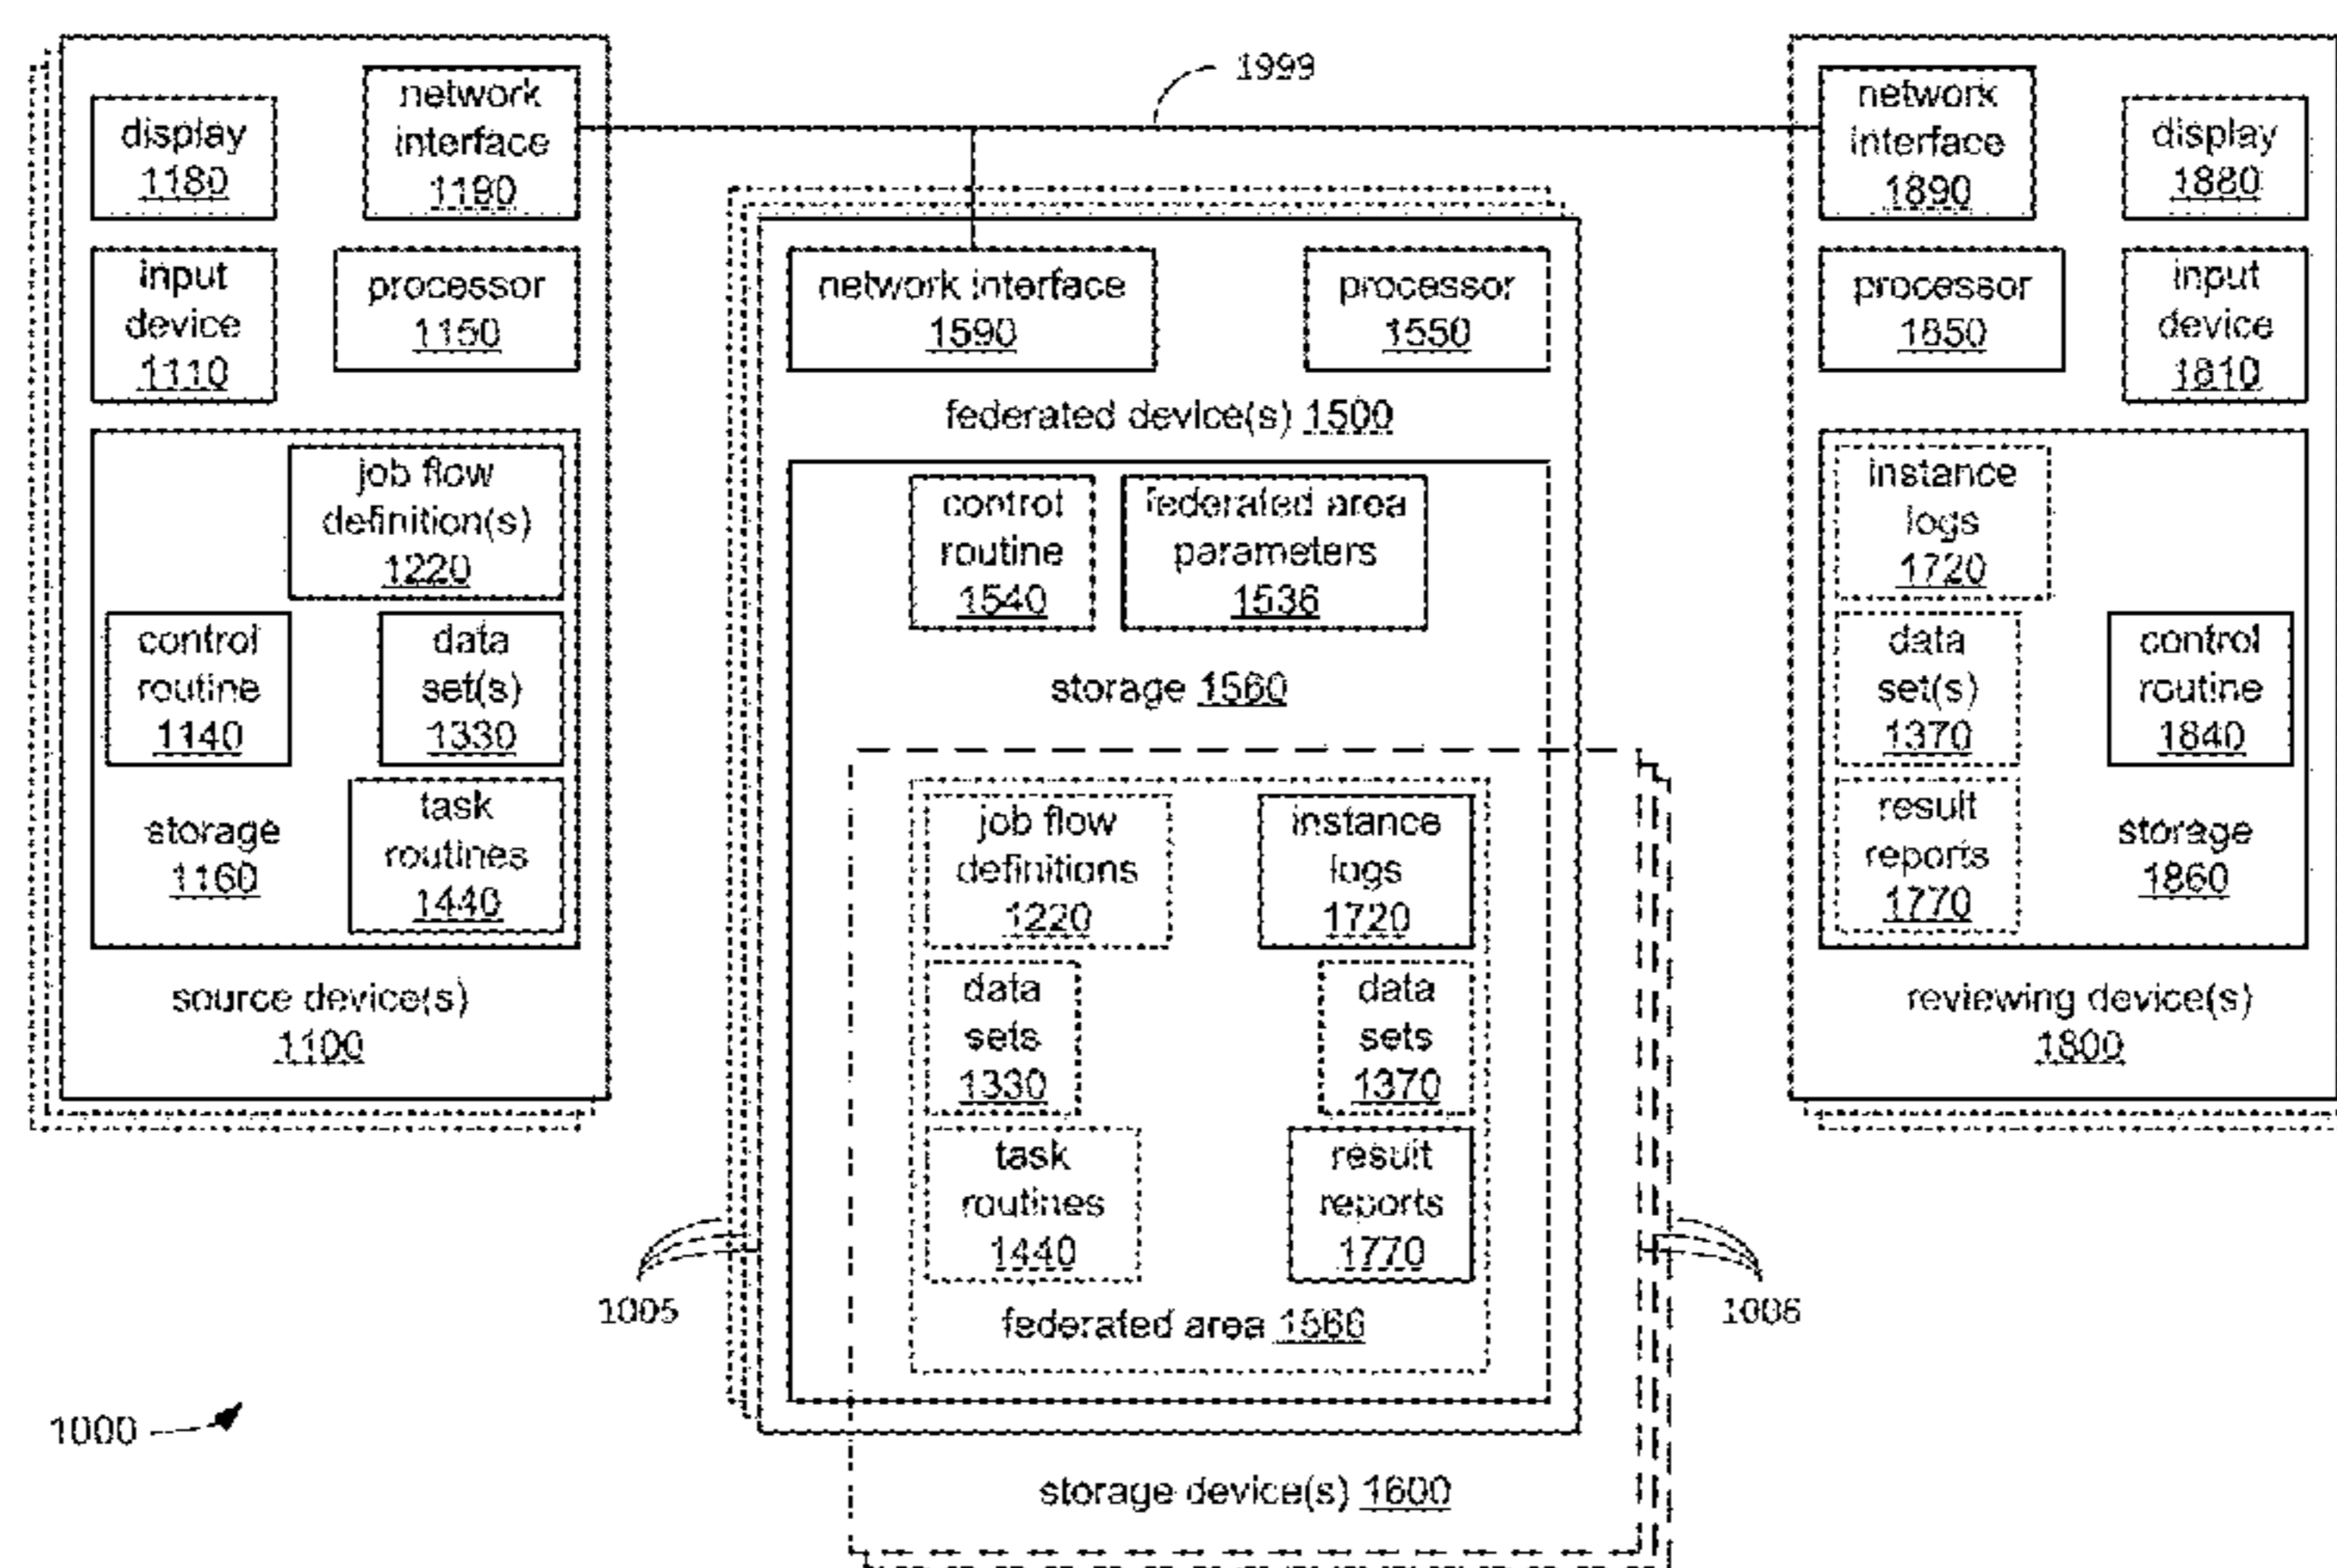 1999
display
1180
network
interface
1190
input
device
1110
processor
1150
job flow
definition(s)
1220
control
routine
1140
data
set(s)
1330
storage
1160
task
routines
1440
source device(s)
1100
network interface
1590
processor
1550
federated device(s) 1500
control
routine
1540
federated area
parameters
1536
storage 1560
job flow
definitions
1220
instance
logs
1720
data
sets
1330
data
sets
1370
task
routines
1440
result
reports
1770
federated area 1566
storage device(s) 1600
1005
1006
1000
network
interface
1890
display
1880
processor
1850
input
device
1810
instance
logs
1720
data
set(s)
1370
control
routine
1840
result
reports
1770
storage
1860
reviewing device(s)
1800